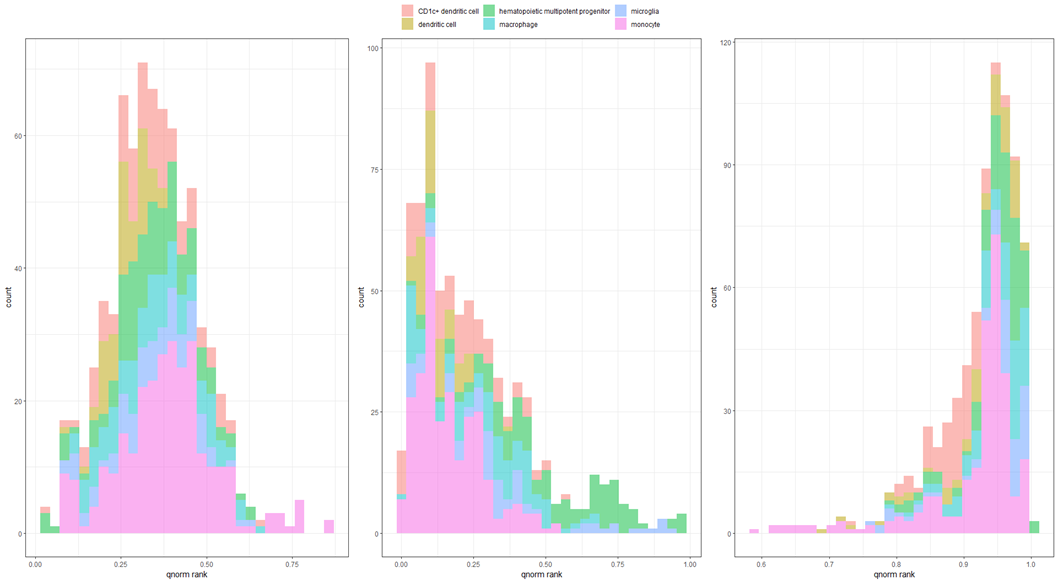 CD1c+ dendritic cell hematopoietic multipotent progenitor microglia
dendritic cell macrophage monocyte
count
60
40
20
0
0.00 0.25 0.50 0.75
qnorm rank
count
100
75
50
25
0
0.00 0.25 0.50 0.75 1.00
qnorm rank
count
120
90
60
30
0
0.6 0.7 0.8 0.9 1.0
qnorm rank